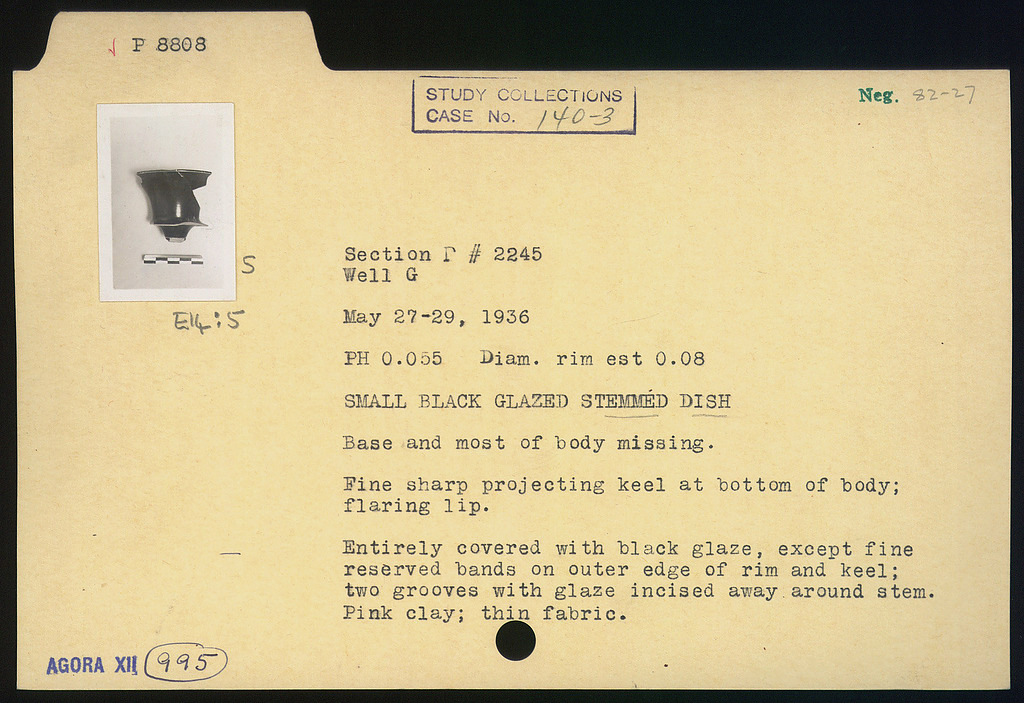 √ P 8808
STUDY COLLECTIONS
CASE No. 140-3
Neg. 82-27
S
E14:5
Section Γ # 2245
Well G
May 27-29, 1936
PH 0.055 Diam. rim est 0.08
SMALL BLACK GLAZED STEMMED DISH
Base and most of body missing.
Fine sharp projecting keel at bottom of body;
flaring lip.
Entirely covered with black glaze, except fine
reserved bands on outer edge of rim and keel;
two grooves with glaze incised away around stem.
Pink clay; thin fabric.
AGORA XII 995